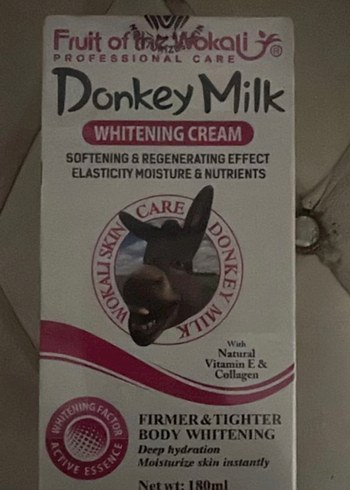 Fruit of the Wokali ®
PROFESSIONAL CARE
Donkey Milk
WHITENING CREAM
SOFTENING & REGENERATING EFFECT
ELASTICITY MOISTURE & NUTRIENTS
WOKALI SKIN CARE DONKEY MILK
With
Natural
Vitamin E &
Collagen
WHITENING FACTOR
ACTIVE ESSENCE
FIRMER & TIGHTER
BODY WHITENING
Deep hydration
Moisturize skin instantly
Net wt: 180ml